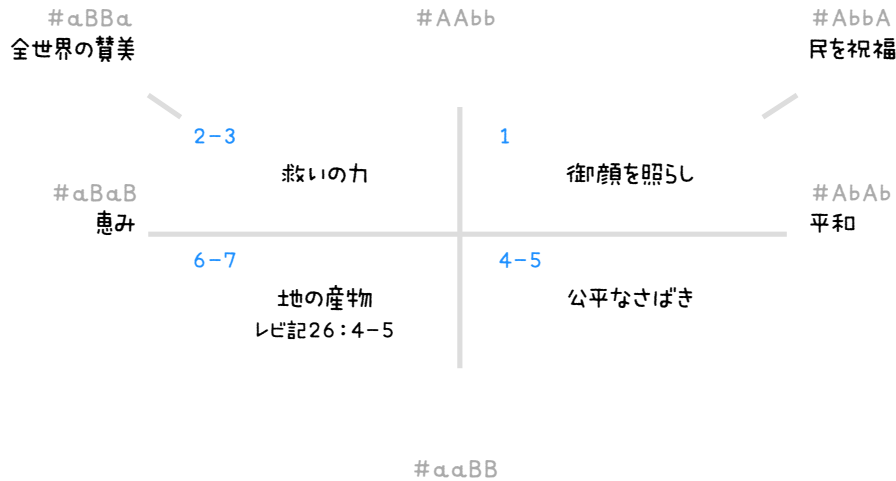 #aBBa
全世界の賛美
#AAbb
#AbbA
民を祝福
2-3
救いの力
1
御顔を照らし
#aBaB
恵み
#AbAb
平和
6-7
地の産物
レビ記26:4-5
4-5
公平なさばき
#aaBB